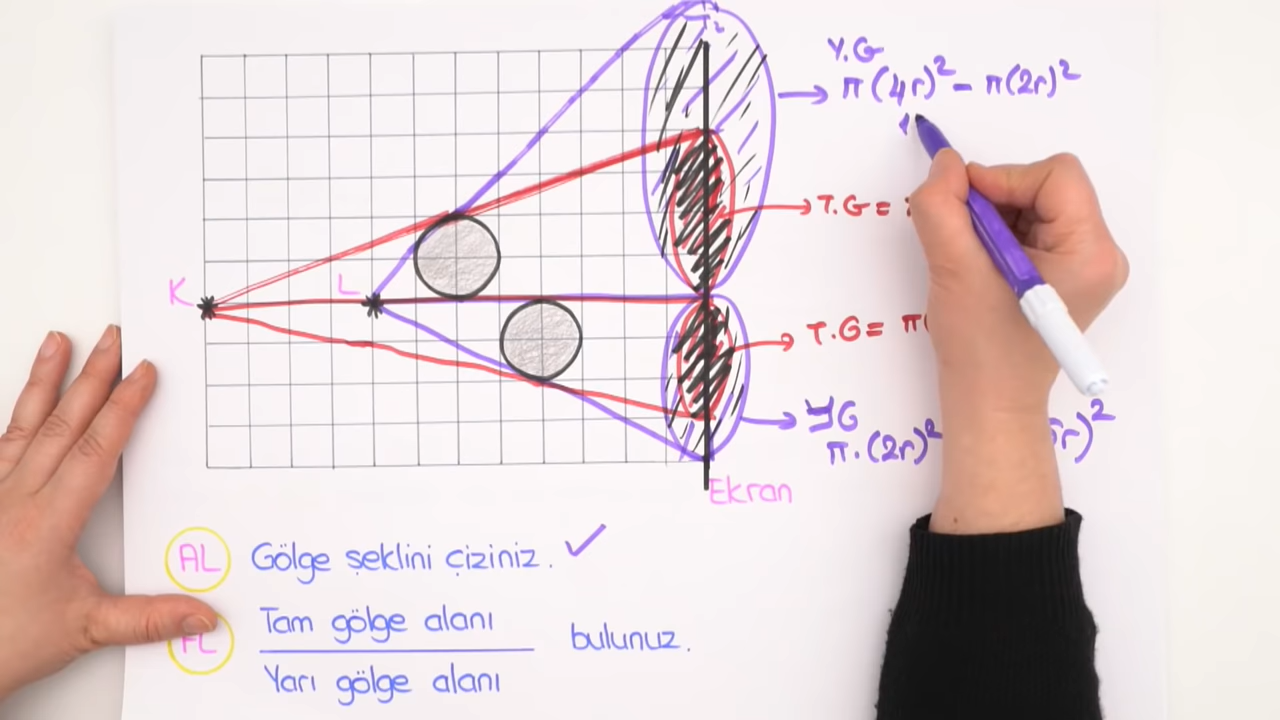 Y.G
π(4r)² - π(2r)²
T.G =
K
L
T.G = π(
YG
π.(2r)²
r)²
Ekran
AL Gölge şeklini çiziniz. ✓
FL Tam gölge alanı
Yarı gölge alanı
bulunuz.